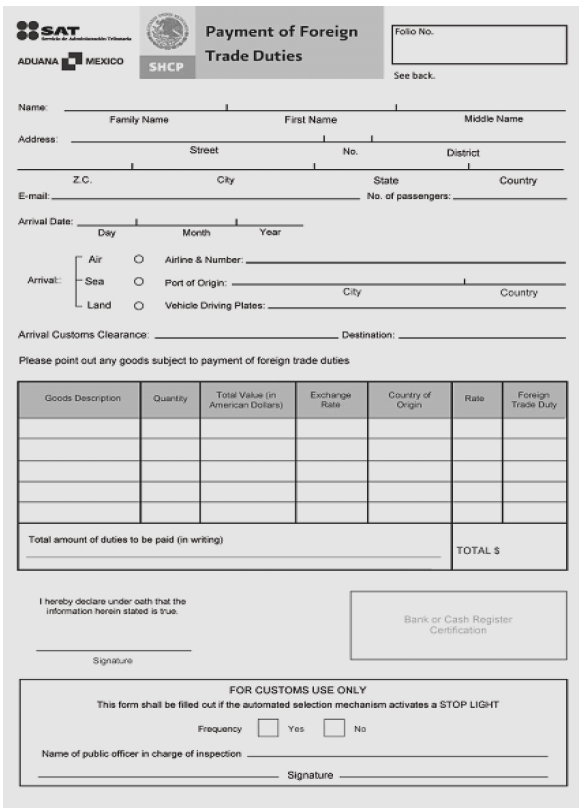 SAT
Servicio de Administración Tributaria
ADUANA MEXICO
SHCP
Payment of Foreign
Trade Duties
Folio No.
See back.
Name:
Family Name First Name Middle Name
Address:
Street No. District
Z.C. City State Country
E-mail: No. of passengers:
Arrival Date:
Day Month Year
Arrival::
Air Airline & Number:
Sea Port of Origin:
City Country
Land Vehicle Driving Plates:
Arrival Customs Clearance: Destination:
Please point out any goods subject to payment of foreign trade duties
Goods Description Quantity Total Value (in American Dollars) Exchange Rate Country of Origin Rate Foreign Trade Duty
Total amount of duties to be paid (in writing)
TOTAL $
I hereby declare under oath that the
information herein stated is true.
Signature
Bank or Cash Register
Certification
FOR CUSTOMS USE ONLY
This form shall be filled out if the automated selection mechanism activates a STOP LIGHT
Frequency Yes No
Name of public officer in charge of inspection
Signature